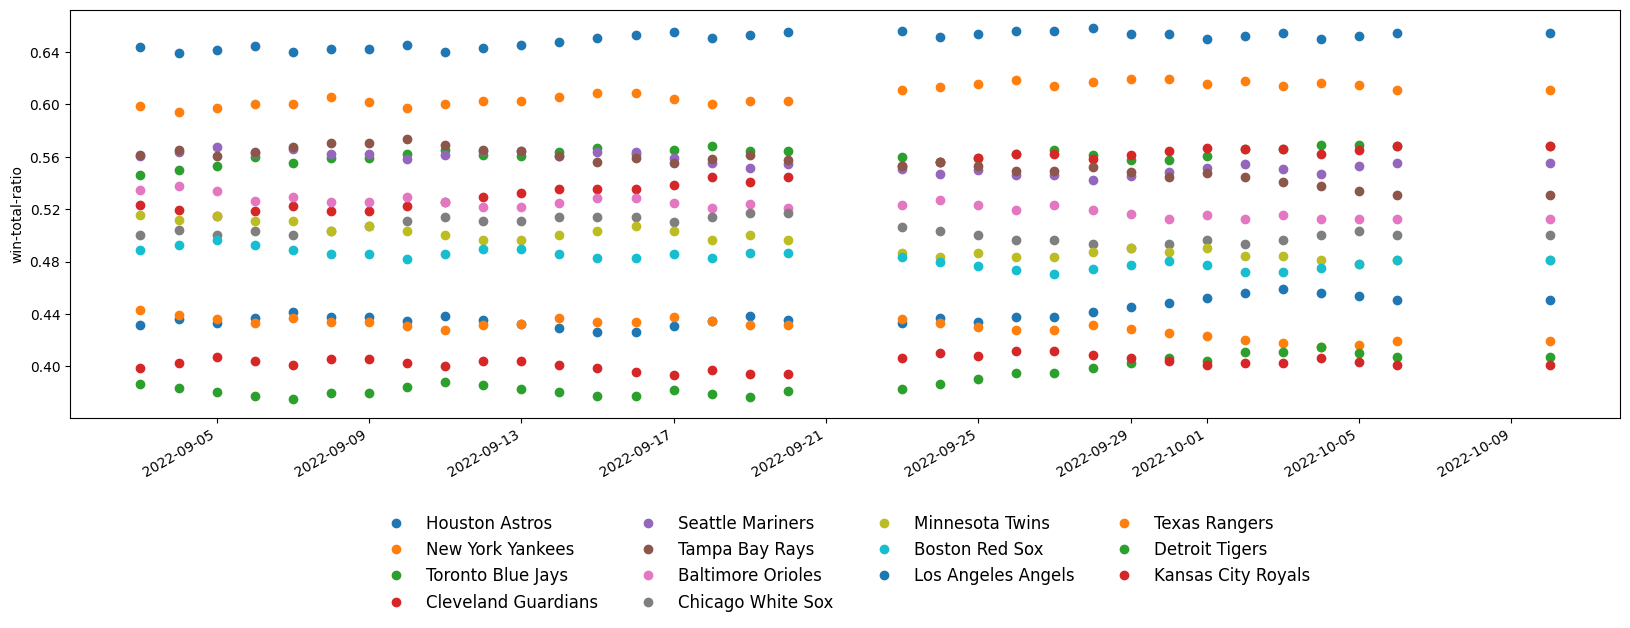 win-total-ratio
0.64
0.60
0.56
0.52
0.48
0.44
0.40
2022-09-05
2022-09-09
2022-09-13
2022-09-17
2022-09-21
2022-09-25
2022-09-29
2022-10-01
2022-10-05
2022-10-09
Houston Astros
New York Yankees
Toronto Blue Jays
Cleveland Guardians
Seattle Mariners
Tampa Bay Rays
Baltimore Orioles
Chicago White Sox
Minnesota Twins
Boston Red Sox
Los Angeles Angels
Texas Rangers
Detroit Tigers
Kansas City Royals